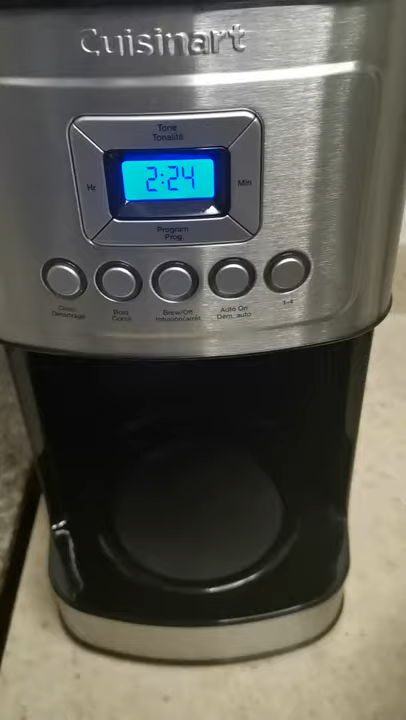 Cuisinart
Tone
Tonalité
Hr
2:24
Min
Program
Prog.
Clean
Détartrage
Bold
Corsé
Brew/Off
Infusion/arrêt
Auto On
Dém. auto
1-4